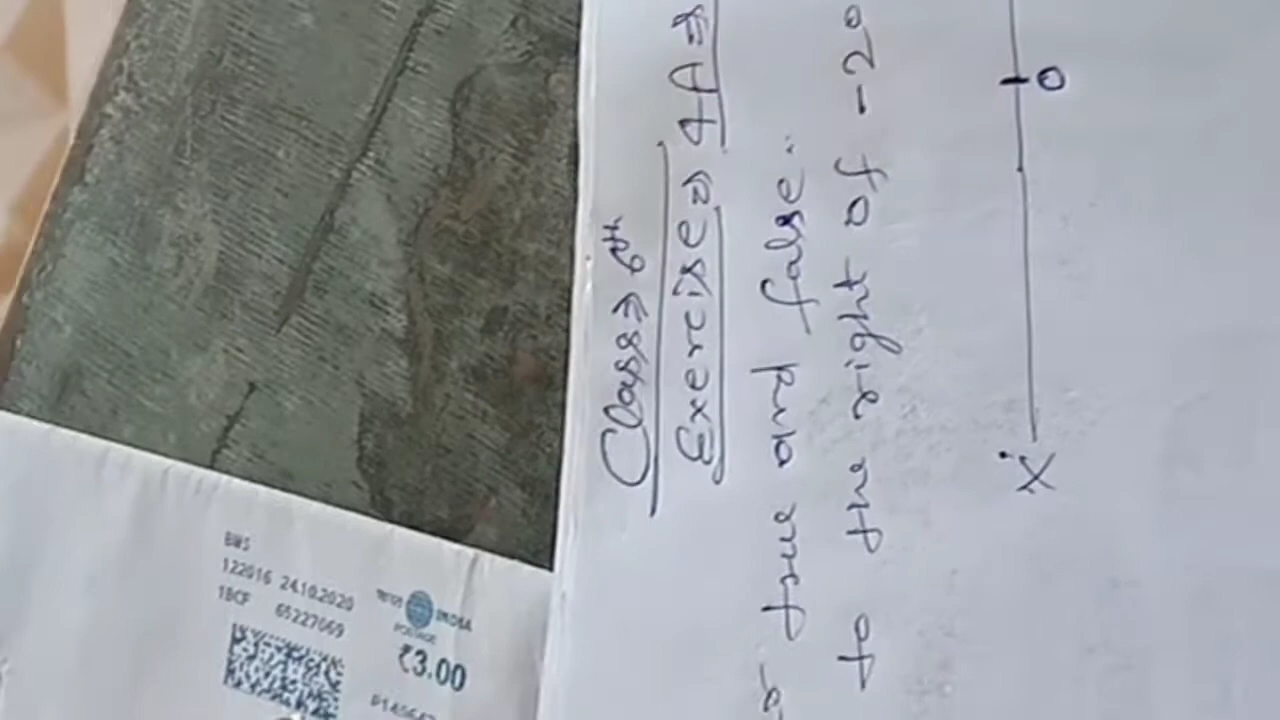 Class⇒ 6th
Exercise⇒ 4A⇒
true and false.
to the right of -20
0
X
BWS
122016 24.10.2020
1BCF 65227069
भारत INDIA
POSTAGE
₹3.00